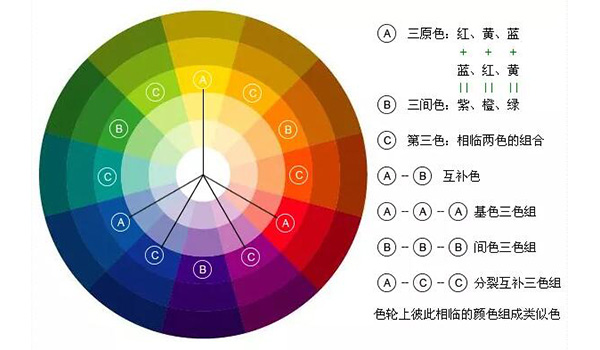 A
C
C
B
B
C
C
A
A
C
C
B
A 三原色：红、黄、蓝
+ + +
蓝、红、黄
= = =
B 三间色：紫、橙、绿
C 第三色：相临两色的组合
A -- B 互补色
A -- A -- A 基色三色组
B -- B -- B 间色三色组
A -- C -- C 分裂互补三色组
色轮上彼此相临的颜色组成类似色